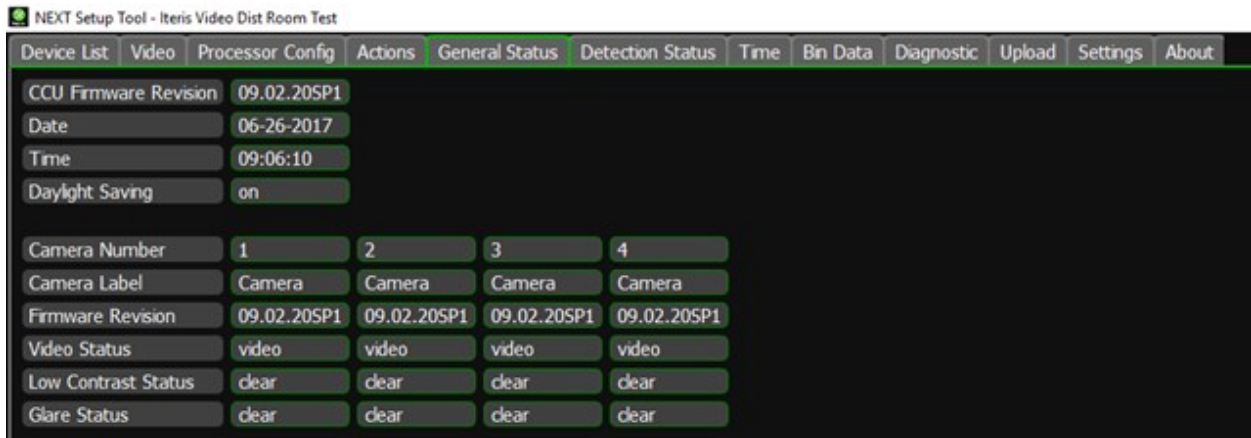 NEXT Setup Tool - Iteris Video Dist Room Test
Device List Video Processor Config Actions General Status Detection Status Time Bin Data Diagnostic Upload Settings About
CCU Firmware Revision 09.02.20SP1
Date 06-26-2017
Time 09:06:10
Daylight Saving on
Camera Number 1 2 3 4
Camera Label Camera Camera Camera Camera
Firmware Revision 09.02.20SP1 09.02.20SP1 09.02.20SP1 09.02.20SP1
Video Status video video video video
Low Contrast Status clear clear clear clear
Glare Status clear clear clear clear